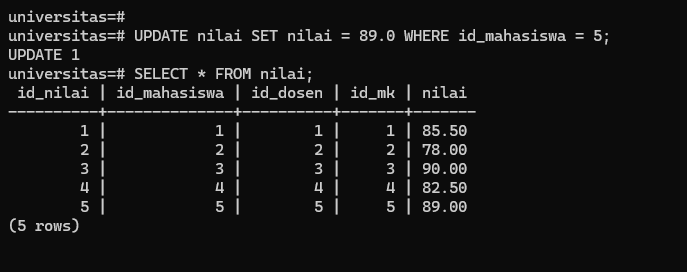 universitas=#
universitas=# UPDATE nilai SET nilai = 89.0 WHERE id_mahasiswa = 5;
UPDATE 1
universitas=# SELECT * FROM nilai;
 id_nilai | id_mahasiswa | id_dosen | id_mk | nilai
----------+--------------+----------+-------+-------
        1 |            1 |        1 |     1 | 85.50
        2 |            2 |        2 |     2 | 78.00
        3 |            3 |        3 |     3 | 90.00
        4 |            4 |        4 |     4 | 82.50
        5 |            5 |        5 |     5 | 89.00
(5 rows)